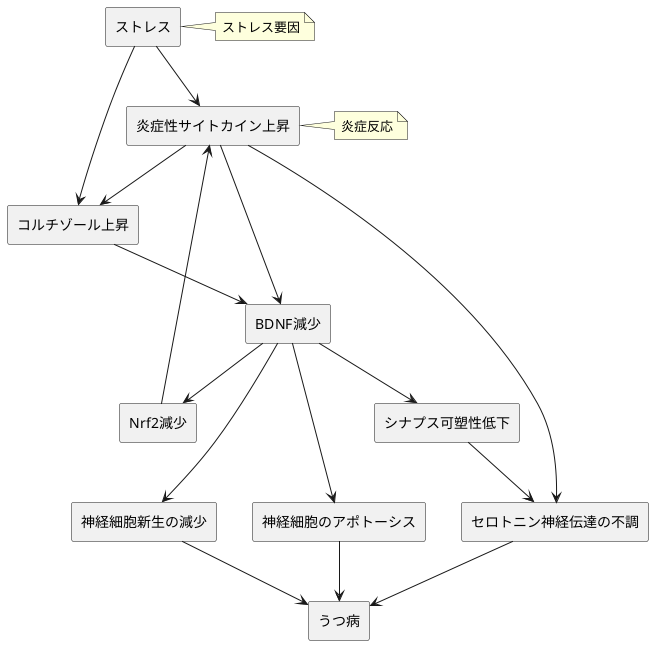 ストレス
ストレス要因
炎症性サイトカイン上昇
炎症反応
コルチゾール上昇
BDNF減少
Nrf2減少
シナプス可塑性低下
神経細胞新生の減少
神経細胞のアポトーシス
セロトニン神経伝達の不調
うつ病